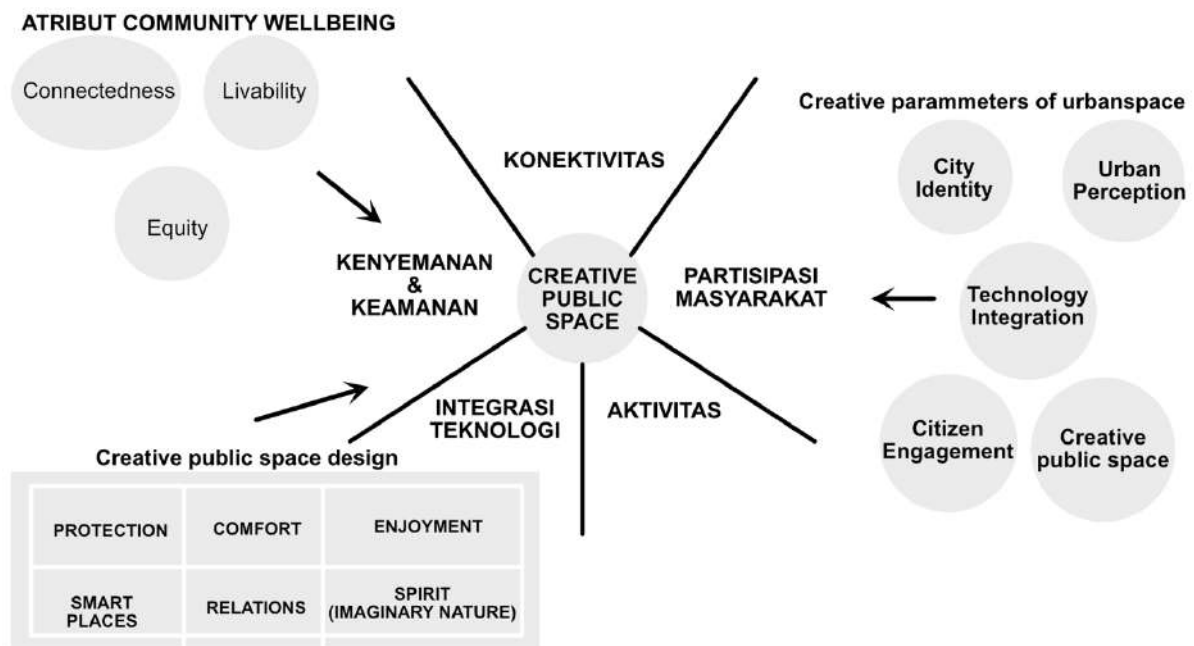 ATRIBUT COMMUNITY WELLBEING
Connectedness
Livability
Equity
KONEKTIVITAS
KENYEMANAN
&
KEAMANAN
CREATIVE
PUBLIC
SPACE
PARTISIPASI
MASYARAKAT
INTEGRASI
TEKNOLOGI
AKTIVITAS
Creative parammeters of urbanspace
City
Identity
Urban
Perception
Technology
Integration
Citizen
Engagement
Creative
public space
Creative public space design
PROTECTION
COMFORT
ENJOYMENT
SMART
PLACES
RELATIONS
SPIRIT
(IMAGINARY NATURE)